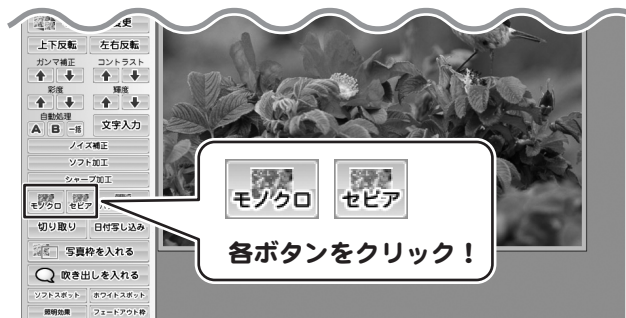 変更
上下反転 左右反転
ガンマ補正 コントラスト
彩度 輝度
自動処理
A B 一括 文字入力
ノイズ補正
ソフト加工
シャープ加工
モノクロ セピア
切り取り 日付写し込み
写真枠を入れる
吹き出しを入れる
ソフトスポット ホワイトスポット
照明効果 フェードアウト枠
モノクロ セピア
各ボタンをクリック！